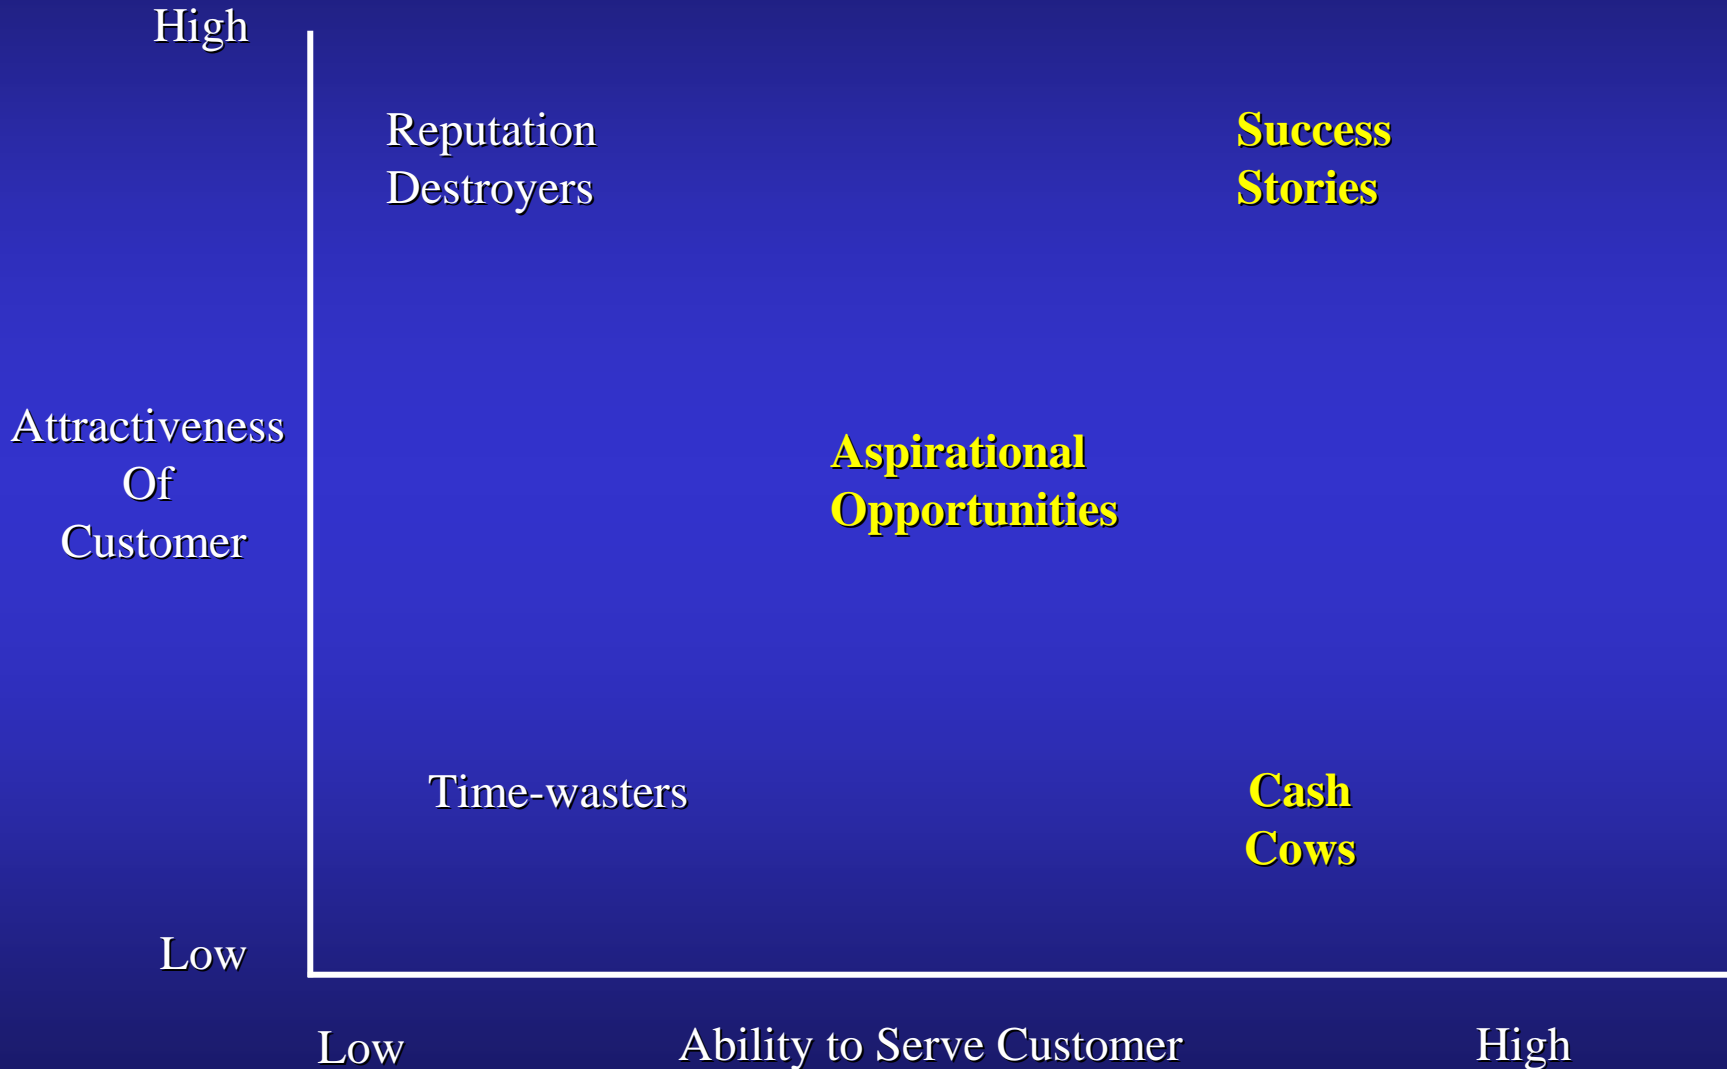 High
Reputation
Destroyers
Success
Stories
Attractiveness
Of
Customer
Aspirational
Opportunities
Time-wasters
Cash
Cows
Low
Low
Ability to Serve Customer
High